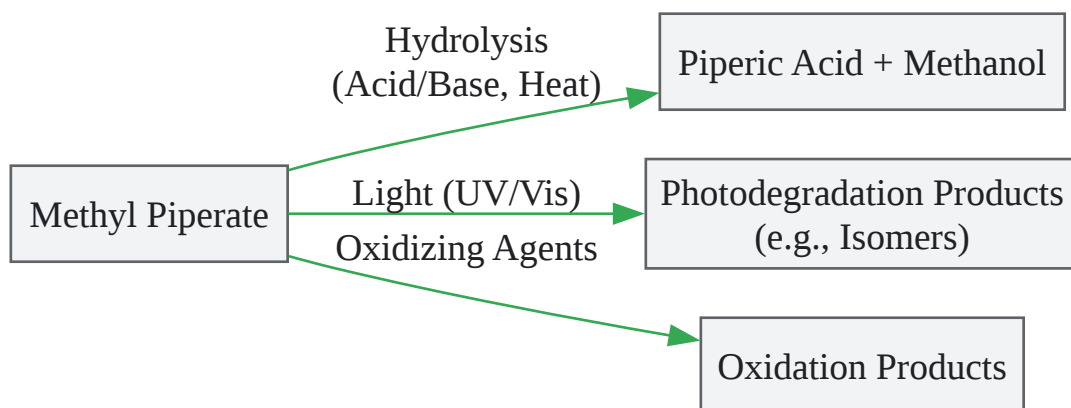 Hydrolysis
(Acid/Base, Heat)
Piperic Acid + Methanol
Methyl Piperate
Light (UV/Vis)
Photodegradation Products
(e.g., Isomers)
Oxidizing Agents
Oxidation Products